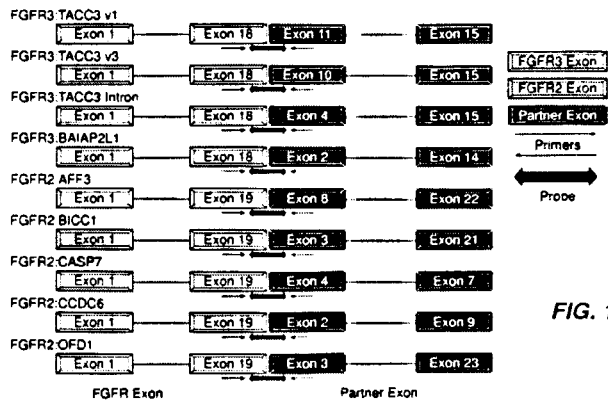 FGFR3:TACC3 v1
Exon 1 Exon 18 Exon 11 Exon 15
FGFR3:TACC3 v3
Exon 1 Exon 18 Exon 10 Exon 15
FGFR3:TACC3 Intron
Exon 1 Exon 18 Exon 4 Exon 15
FGFR3:BAIAP2L1
Exon 1 Exon 18 Exon 2 Exon 14
FGFR2 AFF3
Exon 1 Exon 19 Exon 8 Exon 22
FGFR2 BICC1
Exon 1 Exon 19 Exon 3 Exon 21
FGFR2:CASP7
Exon 1 Exon 19 Exon 4 Exon 7
FGFR2:CCDC6
Exon 1 Exon 19 Exon 2 Exon 9
FGFR2:OFD1
Exon 1 Exon 19 Exon 3 Exon 23
FGFR Exon Partner Exon
FGFR3 Exon
FGFR2 Exon
Partner Exon
Primers
Probe
FIG. 1